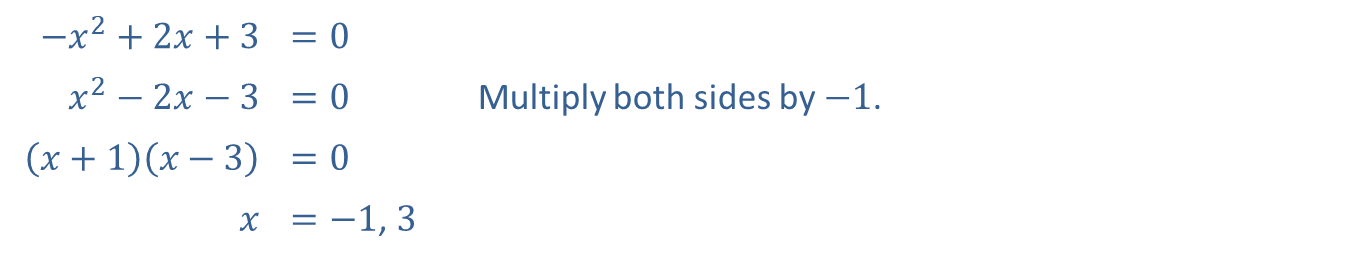 −x² + 2x + 3 = 0
x² − 2x − 3 = 0 Multiply both sides by −1.
(x + 1)(x − 3) = 0
x = −1, 3